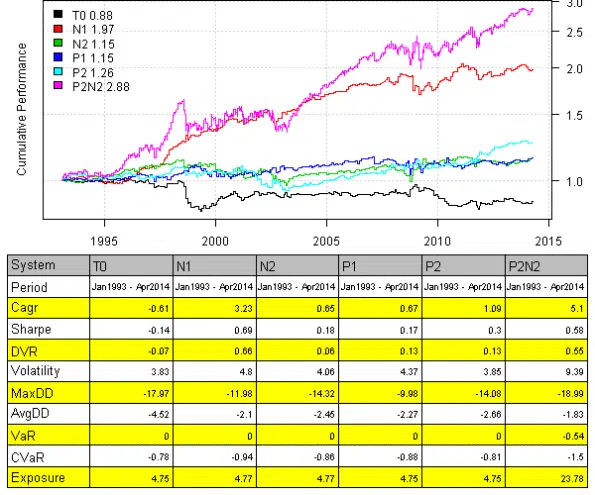 T0 0.88
N1 1.97
N2 1.15
P1 1.15
P2 1.26
P2N2 2.88
Cumulative Performance
3.0
2.5
2.0
1.5
1.0
1995 2000 2005 2010 2015
System T0 N1 N2 P1 P2 P2N2
Period Jan1993 - Apr2014 Jan1993 - Apr2014 Jan1993 - Apr2014 Jan1993 - Apr2014 Jan1993 - Apr2014 Jan1993 - Apr2014
Cagr -0.61 3.23 0.65 0.67 1.09 5.1
Sharpe -0.14 0.69 0.18 0.17 0.3 0.58
DVR -0.07 0.66 0.06 0.13 0.13 0.55
Volatility 3.83 4.8 4.06 4.37 3.85 9.39
MaxDD -17.97 -11.98 -14.32 -9.98 -14.08 -18.99
AvgDD -4.52 -2.1 -2.45 -2.27 -2.66 -1.83
VaR 0 0 0 0 0 -0.54
CVaR -0.78 -0.94 -0.86 -0.88 -0.81 -1.5
Exposure 4.75 4.77 4.77 4.75 4.75 23.78